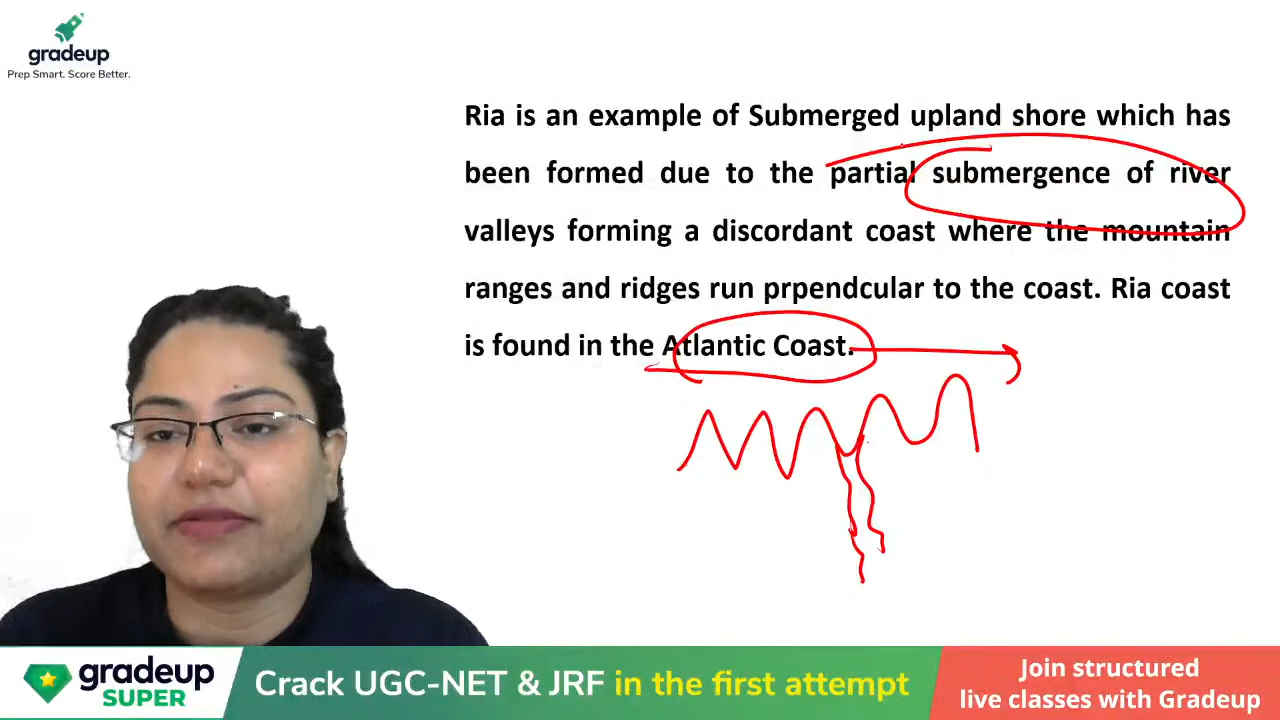 gradeup
Prep Smart. Score Better.
Ria is an example of Submerged upland shore which has
been formed due to the partial submergence of river
valleys forming a discordant coast where the mountain
ranges and ridges run prpendcular to the coast. Ria coast
is found in the Atlantic Coast.
gradeup
SUPER
Crack UGC-NET & JRF in the first attempt
Join structured
live classes with Gradeup